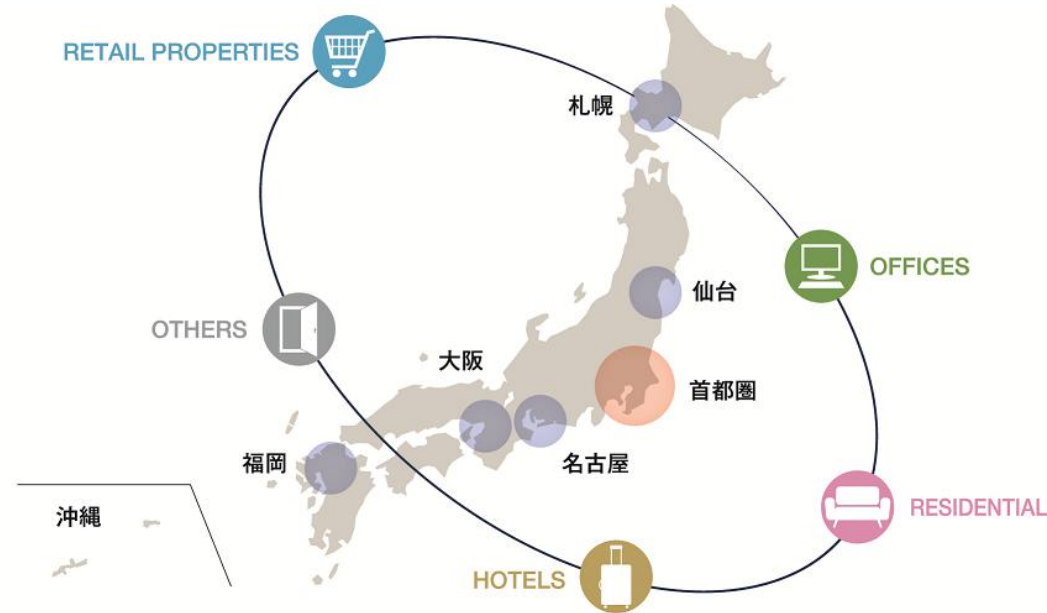 RETAIL PROPERTIES
札幌
OFFICES
仙台
OTHERS
大阪
首都圏
福岡
名古屋
沖縄
RESIDENTIAL
HOTELS